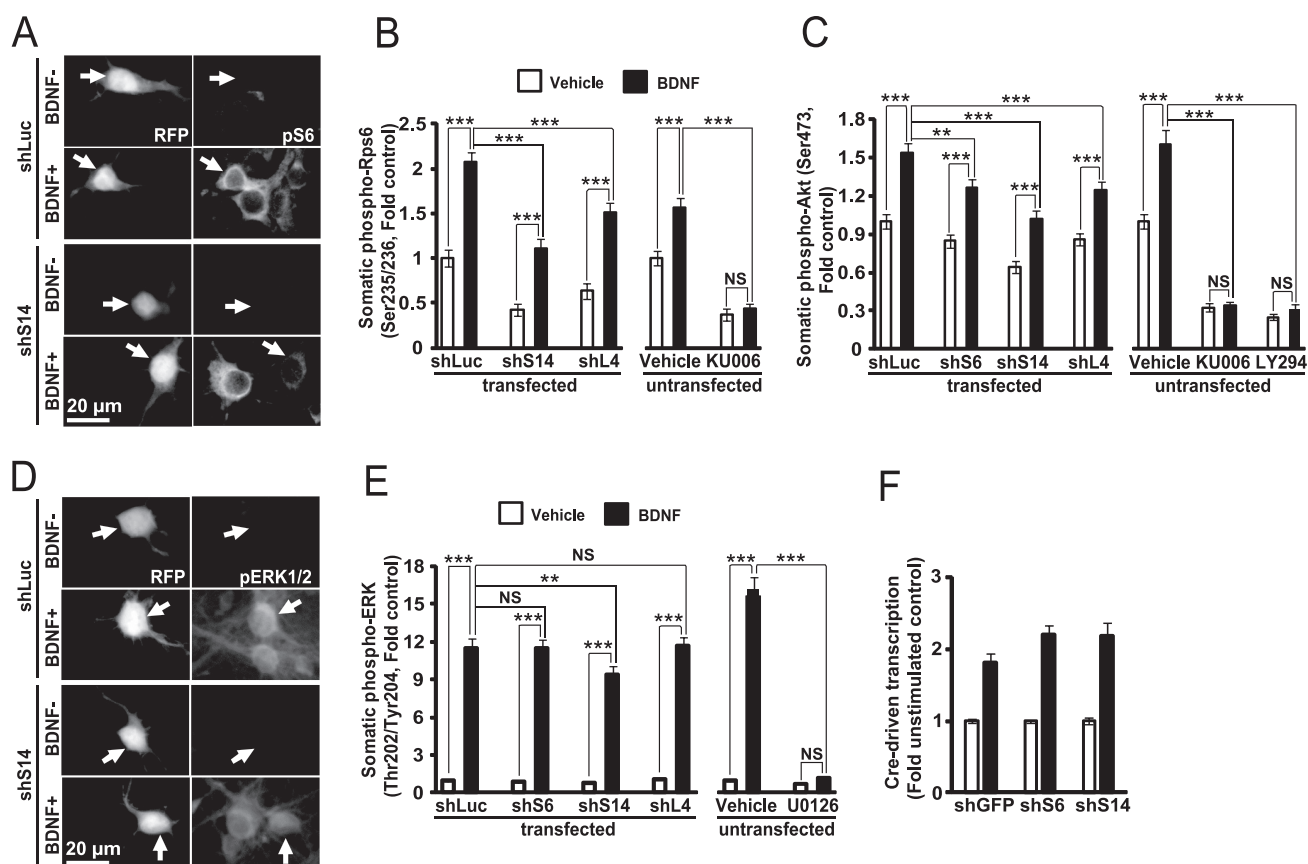 A
shLuc
BDNF-
RFP
pS6
BDNF+
shS14
BDNF-
BDNF+
20 µm
B
Vehicle
BDNF
Somatic phospho-Rps6
(Ser235/236, Fold control)
2.5
2
1.5
1
0.5
0
***
***
***
***
***
***
***
NS
shLuc
shS14
shL4
Vehicle
KU006
transfected
untransfected
C
Somatic phospho-Akt (Ser473,
Fold control)
1.8
1.5
1.2
0.9
0.6
0.3
0
***
***
***
**
***
***
***
***
***
***
NS
NS
shLuc
shS6
shS14
shL4
Vehicle
KU006
LY294
transfected
untransfected
D
shLuc
BDNF-
RFP
pERK1/2
BDNF+
shS14
BDNF-
BDNF+
20 µm
E
Vehicle
BDNF
Somatic phospho-ERK
(Thr202/Tyr204, Fold control)
18
15
12
9
6
3
0
***
NS
**
NS
***
***
***
***
***
NS
shLuc
shS6
shS14
shL4
Vehicle
U0126
transfected
untransfected
F
Cre-driven transcription
(Fold unstimulated control)
3
2
1
0
shGFP
shS6
shS14